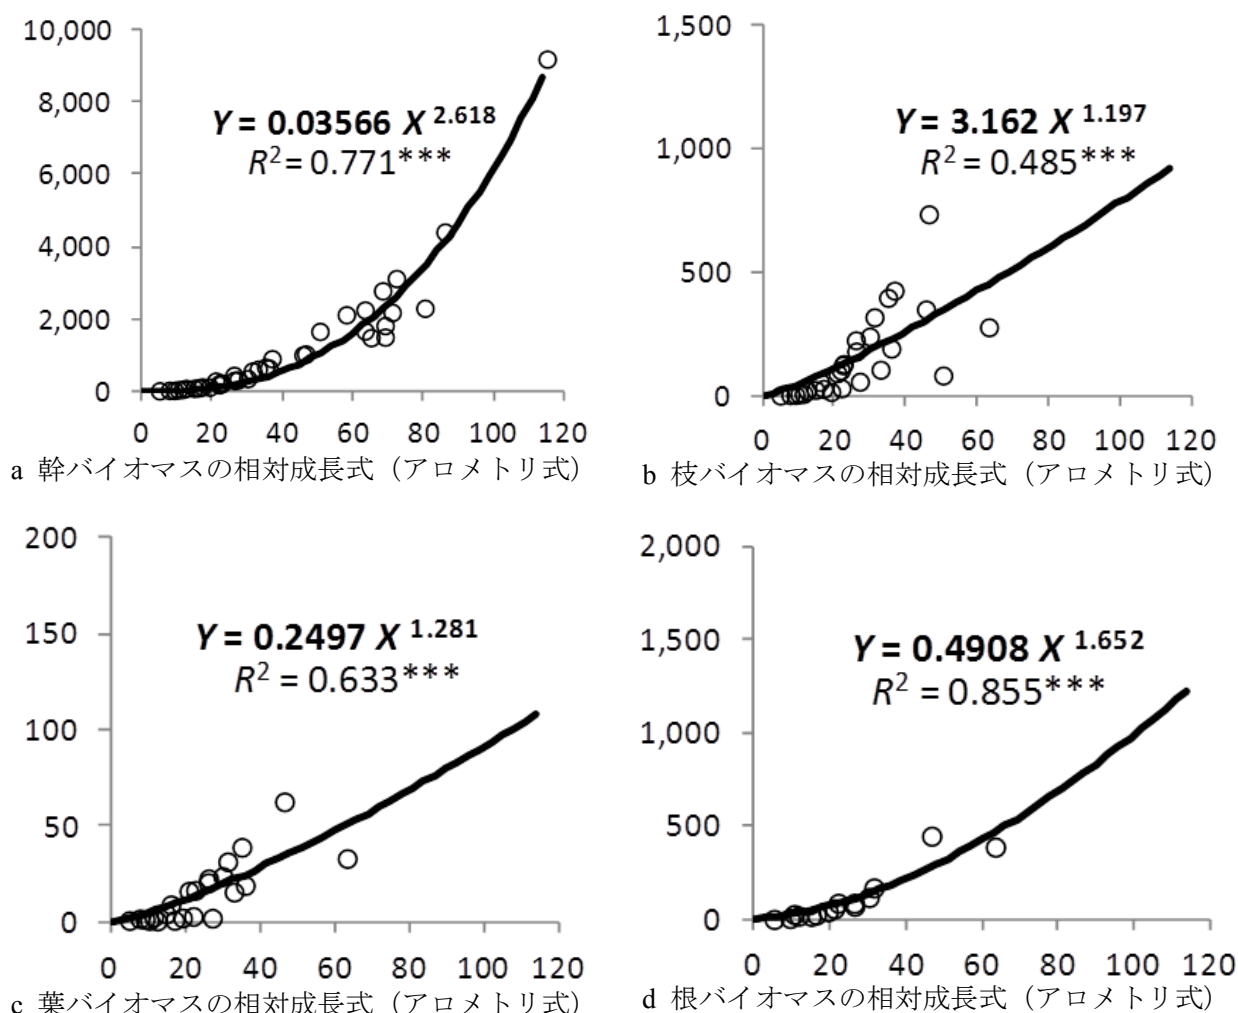 10,000
8,000
6,000
4,000
2,000
0
Y = 0.03566 X 2.618
R2 = 0.771***
0 20 40 60 80 100 120
a 幹バイオマスの相対成長式（アロメトリ式）
1,500
1,000
500
0
Y = 3.162 X 1.197
R2 = 0.485***
0 20 40 60 80 100 120
b 枝バイオマスの相対成長式（アロメトリ式）
200
150
100
50
0
Y = 0.2497 X 1.281
R2 = 0.633***
0 20 40 60 80 100 120
c 葉バイオマスの相対成長式（アロメトリ式）
2,000
1,500
1,000
500
0
Y = 0.4908 X 1.652
R2 = 0.855***
0 20 40 60 80 100 120
d 根バイオマスの相対成長式（アロメトリ式）